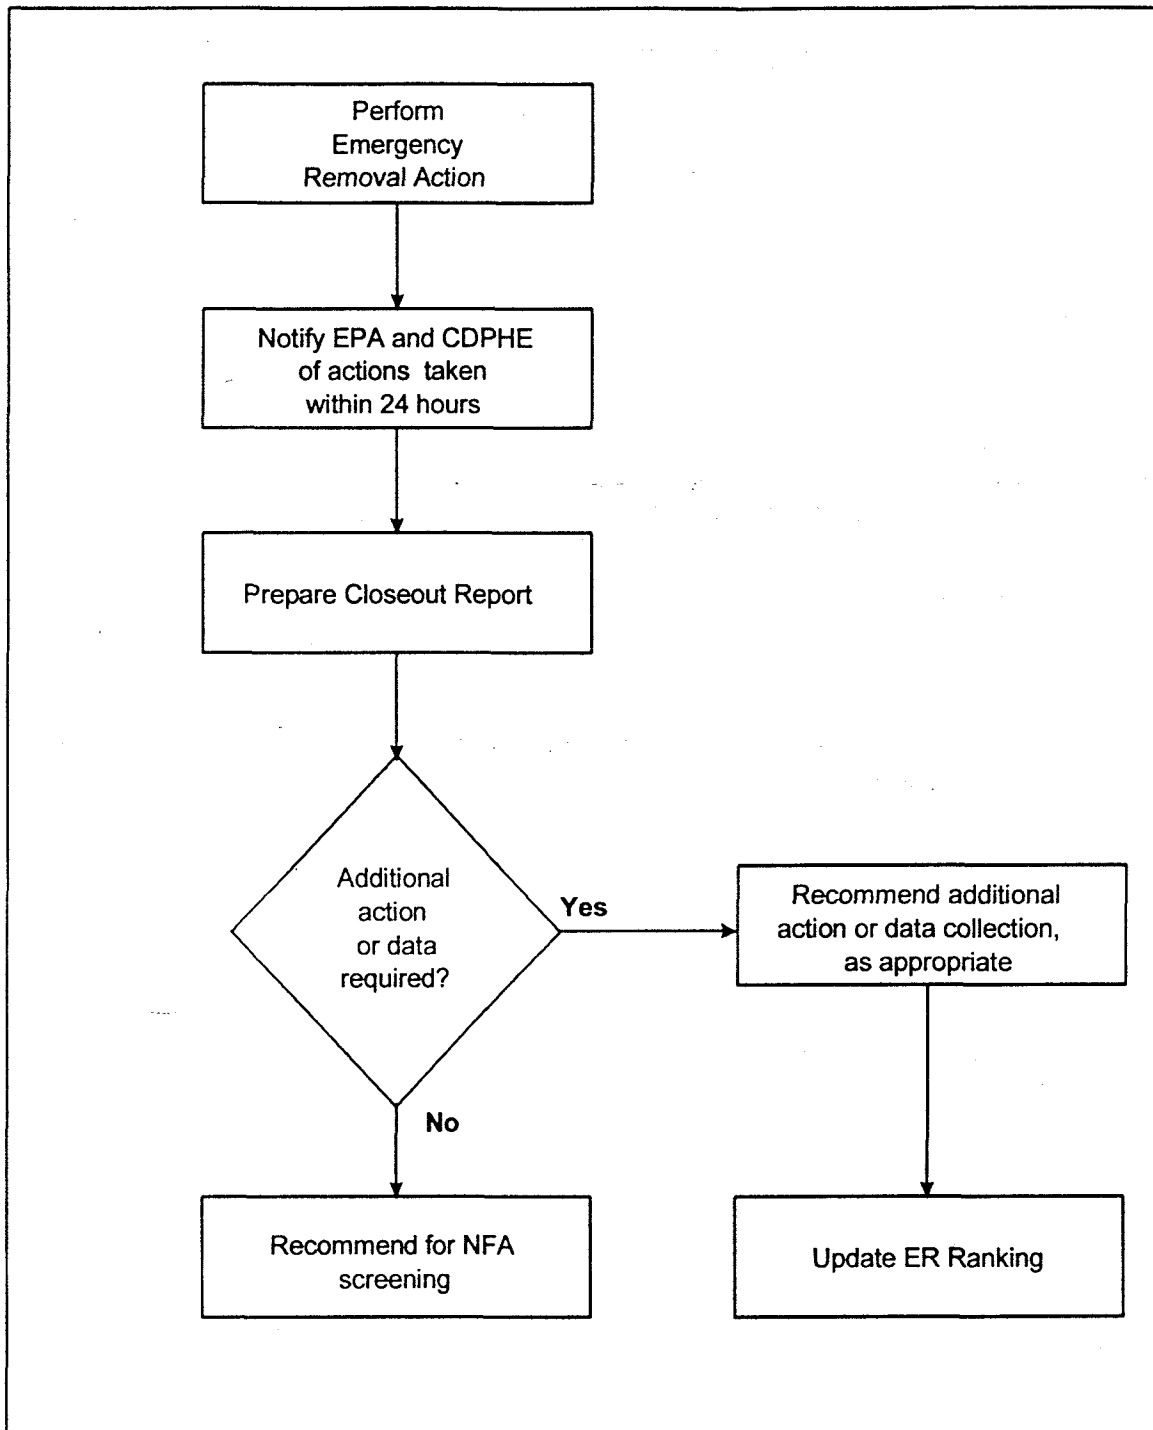 Perform
Emergency
Removal Action
Notify EPA and CDPHE
of actions taken
within 24 hours
Prepare Closeout Report
Additional
action
or data
required?
Yes
Recommend additional
action or data collection,
as appropriate
No
Recommend for NFA
screening
Update ER Ranking